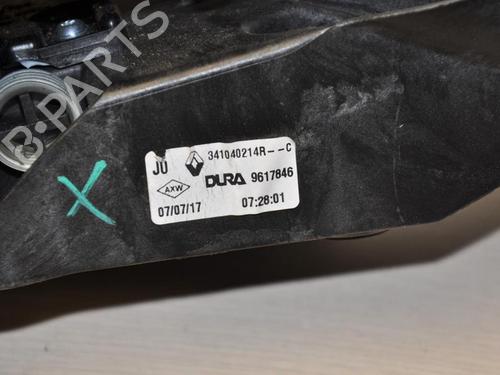 B-PARTS
JU 341040214R--C
AXW DURA 9617846
07/07/17 07:28:01
X